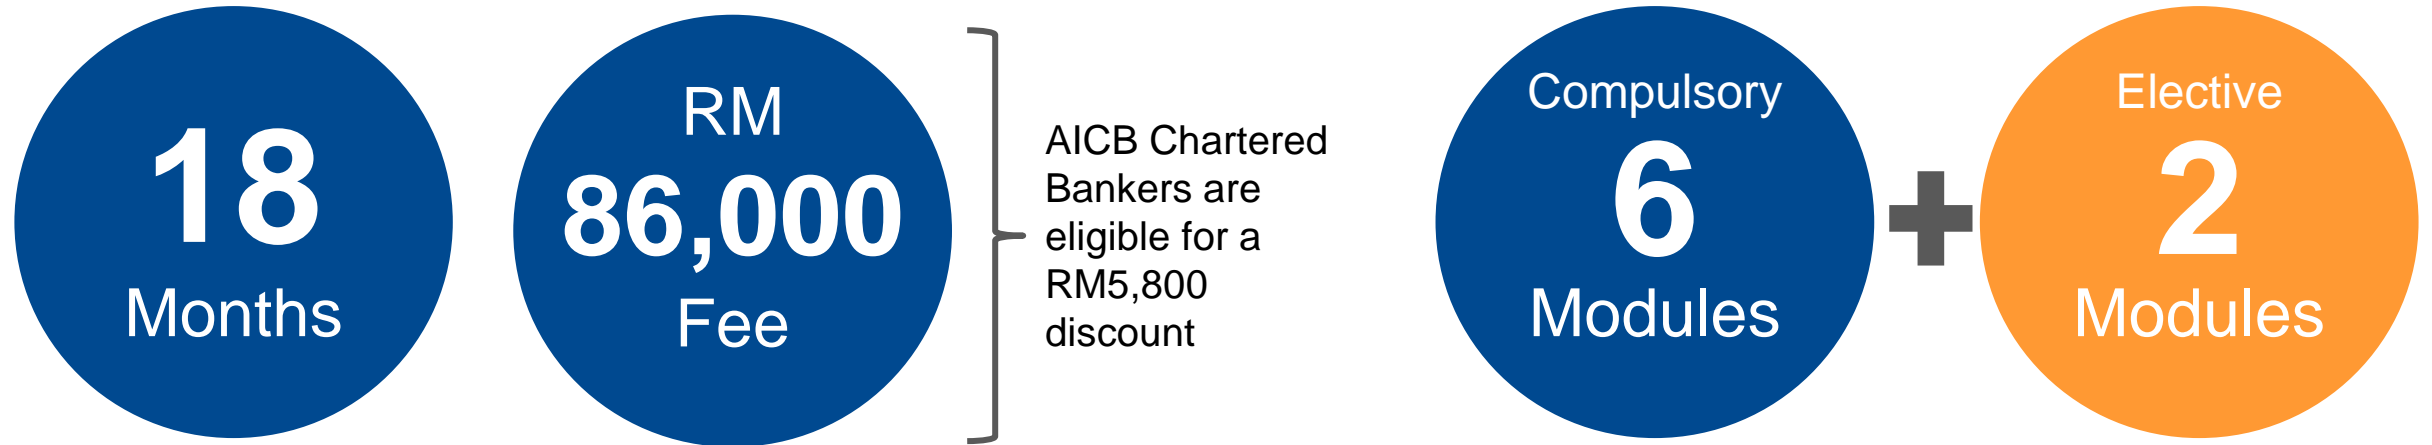 18
Months
RM
86,000
Fee
AICB Chartered
Bankers are
eligible for a
RM5,800
discount
Compulsory
6
Modules
Elective
2
Modules